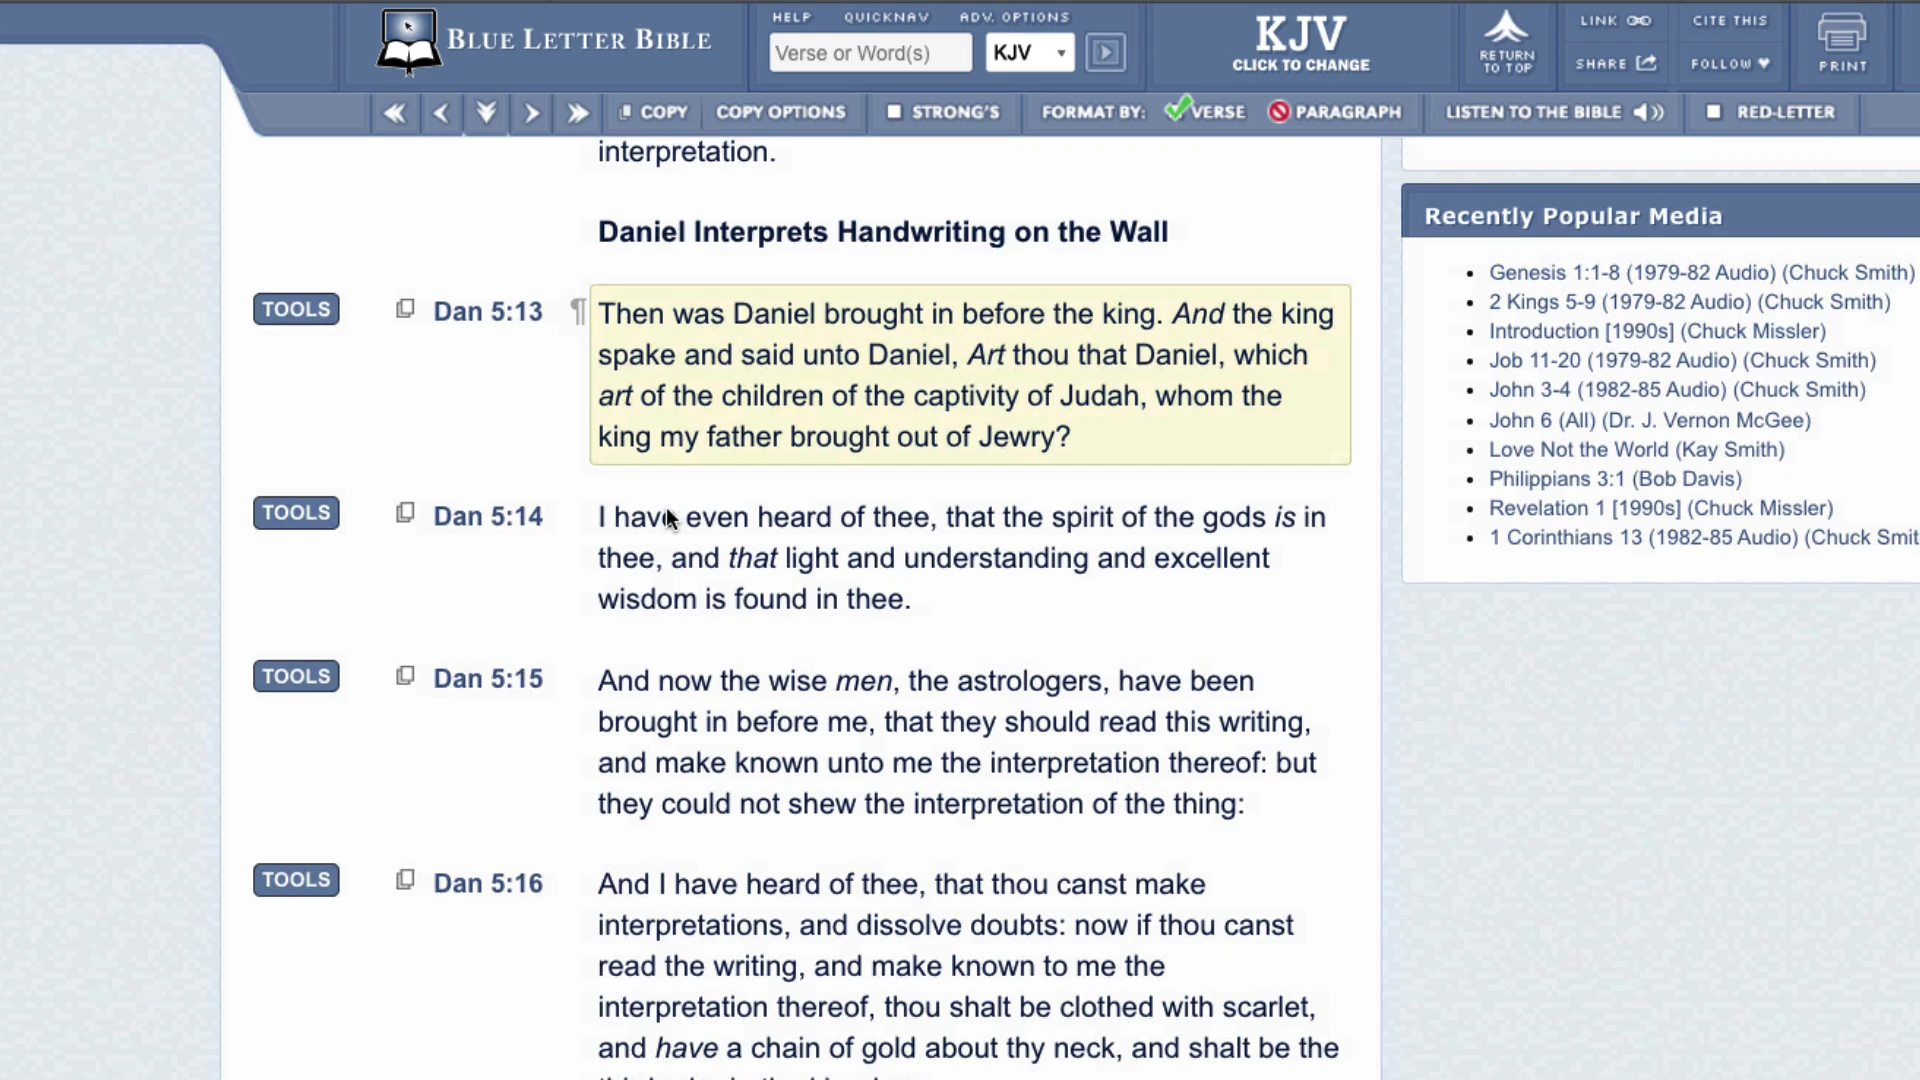 BLUE LETTER BIBLE
HELP QUICKNAV ADV. OPTIONS
Verse or Word(s) KJV
KJV
CLICK TO CHANGE
RETURN
TO TOP
LINK
SHARE
CITE THIS
FOLLOW
PRINT
COPY COPY OPTIONS STRONG'S FORMAT BY: VERSE PARAGRAPH LISTEN TO THE BIBLE RED-LETTER
interpretation.
Daniel Interprets Handwriting on the Wall
TOOLS Dan 5:13 ¶ Then was Daniel brought in before the king. And the king
spake and said unto Daniel, Art thou that Daniel, which
art of the children of the captivity of Judah, whom the
king my father brought out of Jewry?
TOOLS Dan 5:14 I have even heard of thee, that the spirit of the gods is in
thee, and that light and understanding and excellent
wisdom is found in thee.
TOOLS Dan 5:15 And now the wise men, the astrologers, have been
brought in before me, that they should read this writing,
and make known unto me the interpretation thereof: but
they could not shew the interpretation of the thing:
TOOLS Dan 5:16 And I have heard of thee, that thou canst make
interpretations, and dissolve doubts: now if thou canst
read the writing, and make known to me the
interpretation thereof, thou shalt be clothed with scarlet,
and have a chain of gold about thy neck, and shalt be the
Recently Popular Media
Genesis 1:1-8 (1979-82 Audio) (Chuck Smith)
2 Kings 5-9 (1979-82 Audio) (Chuck Smith)
Introduction [1990s] (Chuck Missler)
Job 11-20 (1979-82 Audio) (Chuck Smith)
John 3-4 (1982-85 Audio) (Chuck Smith)
John 6 (All) (Dr. J. Vernon McGee)
Love Not the World (Kay Smith)
Philippians 3:1 (Bob Davis)
Revelation 1 [1990s] (Chuck Missler)
1 Corinthians 13 (1982-85 Audio) (Chuck Smit